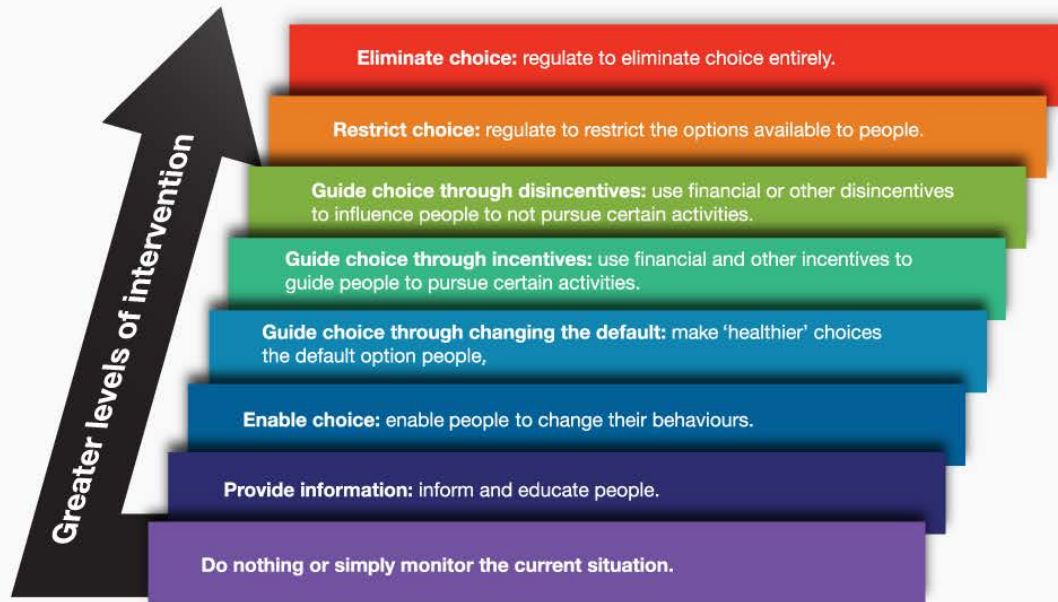 Greater levels of intervention
Eliminate choice: regulate to eliminate choice entirely.
Restrict choice: regulate to restrict the options available to people.
Guide choice through disincentives: use financial or other disincentives
to influence people to not pursue certain activities.
Guide choice through incentives: use financial and other incentives to
guide people to pursue certain activities.
Guide choice through changing the default: make ‘healthier’ choices
the default option people,
Enable choice: enable people to change their behaviours.
Provide information: inform and educate people.
Do nothing or simply monitor the current situation.